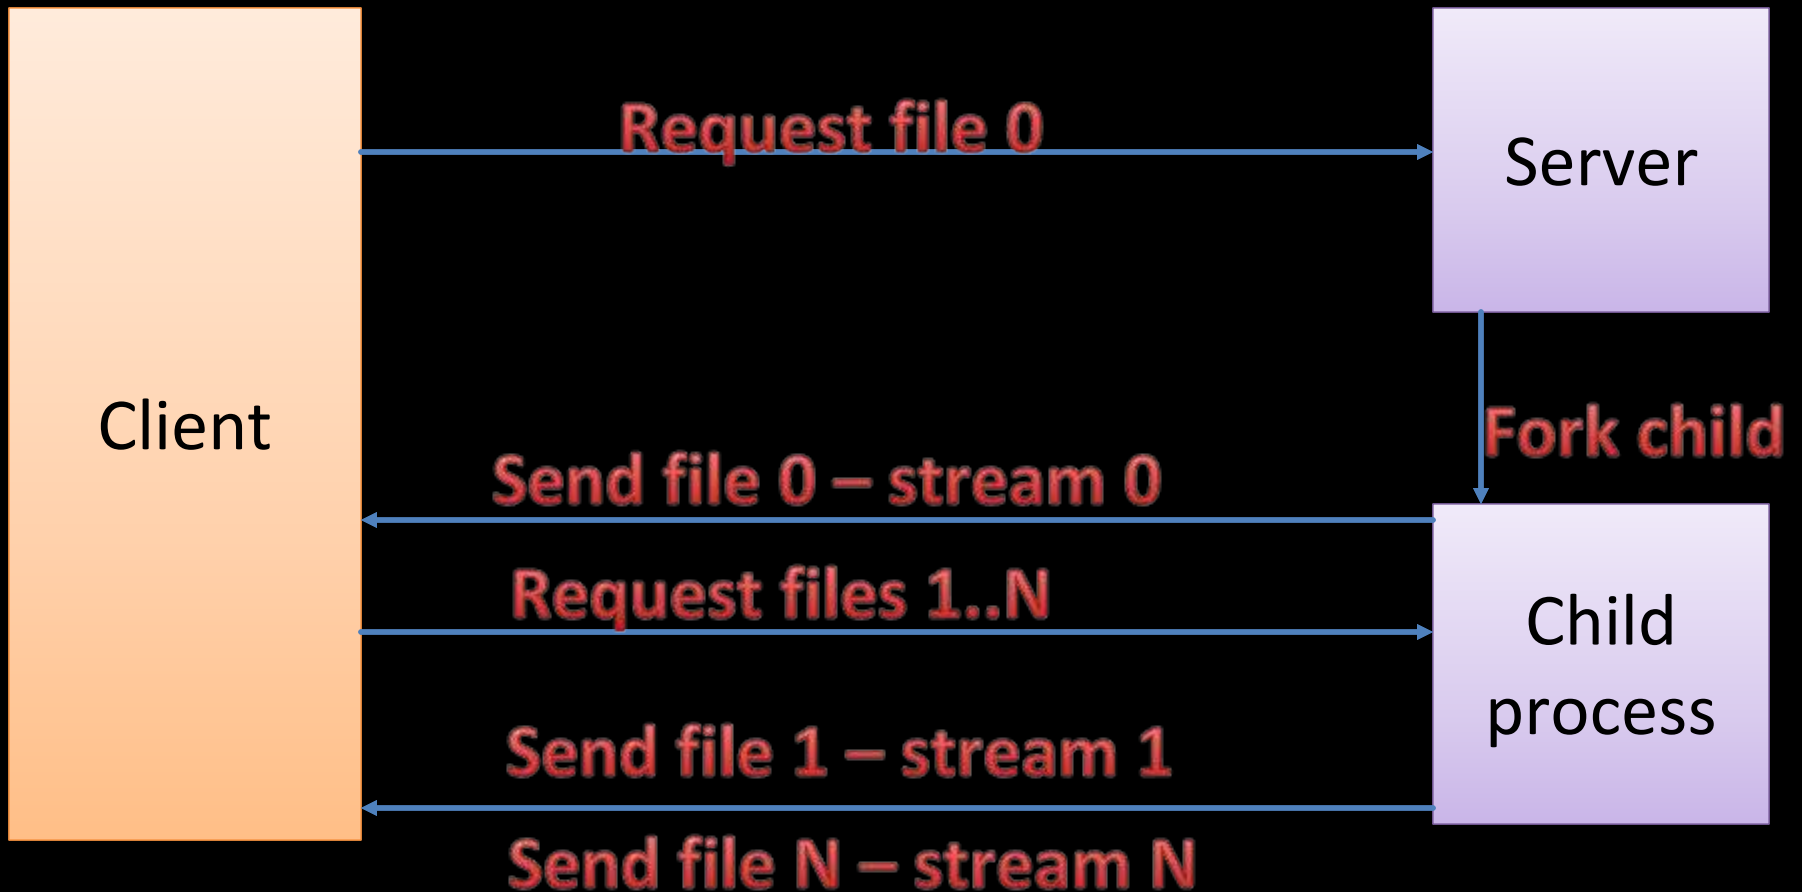 Request file 0
Server
Client
Fork child
Send file 0 – stream 0
Request files 1..N
Child
process
Send file 1 – stream 1
Send file N – stream N